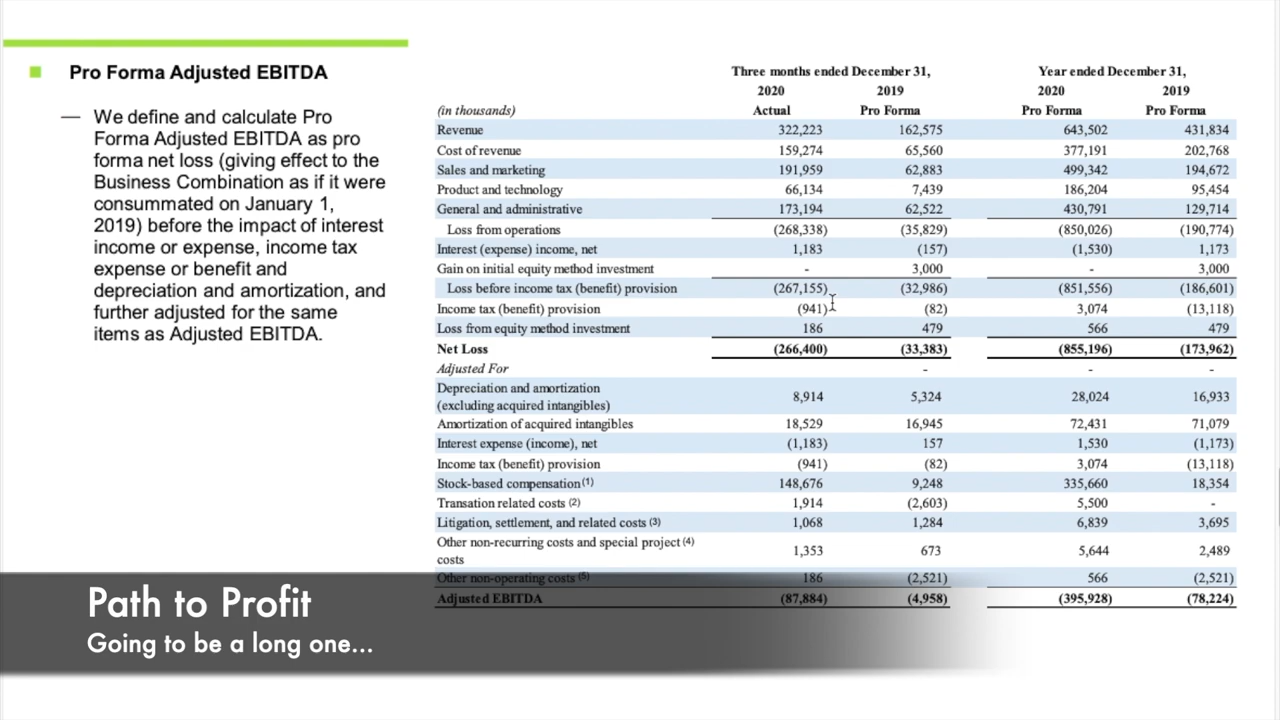 Pro Forma Adjusted EBITDA
— We define and calculate Pro
Forma Adjusted EBITDA as pro
forma net loss (giving effect to the
Business Combination as if it were
consummated on January 1,
2019) before the impact of interest
income or expense, income tax
expense or benefit and
depreciation and amortization, and
further adjusted for the same
items as Adjusted EBITDA.
Three months ended December 31, Year ended December 31,
2020 2019 2020 2019
(in thousands) Actual Pro Forma Pro Forma Pro Forma
Revenue 322,223 162,575 643,502 431,834
Cost of revenue 159,274 65,560 377,191 202,768
Sales and marketing 191,959 62,883 499,342 194,672
Product and technology 66,134 7,439 186,204 95,454
General and administrative 173,194 62,522 430,791 129,714
Loss from operations (268,338) (35,829) (850,026) (190,774)
Interest (expense) income, net 1,183 (157) (1,530) 1,173
Gain on initial equity method investment - 3,000 - 3,000
Loss before income tax (benefit) provision (267,155) (32,986) (851,556) (186,601)
Income tax (benefit) provision (941) (82) 3,074 (13,118)
Loss from equity method investment 186 479 566 479
Net Loss (266,400) (33,383) (855,196) (173,962)
Adjusted For - - -
Depreciation and amortization
(excluding acquired intangibles) 8,914 5,324 28,024 16,933
Amortization of acquired intangibles 18,529 16,945 72,431 71,079
Interest expense (income), net (1,183) 157 1,530 (1,173)
Income tax (benefit) provision (941) (82) 3,074 (13,118)
Stock-based compensation (1) 148,676 9,248 335,660 18,354
Transation related costs (2) 1,914 (2,603) 5,500 -
Litigation, settlement, and related costs (3) 1,068 1,284 6,839 3,695
Other non-recurring costs and special project (4)
costs 1,353 673 5,644 2,489
Other non-operating costs (5) 186 (2,521) 566 (2,521)
Adjusted EBITDA (87,884) (4,958) (395,928) (78,224)
Path to Profit
Going to be a long one...